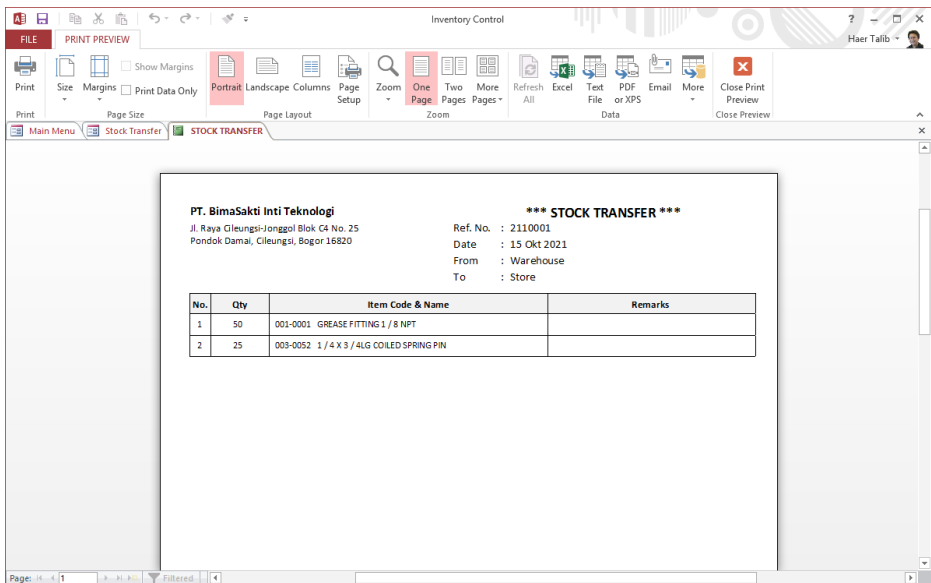 Inventory Control
?
FILE PRINT PREVIEW Haer Talib
Print Size Margins Show Margins Print Data Only Portrait Landscape Columns Page Setup Zoom One Page Two Pages More Pages Refresh All Excel Text File PDF or XPS Email More Close Print Preview
Print Page Size Page Layout Zoom Data Close Preview
Main Menu Stock Transfer STOCK TRANSFER
PT. BimaSakti Inti Teknologi *** STOCK TRANSFER ***
Jl. Raya Cileungsi-Jonggol Blok C4 No. 25 Ref. No. : 2110001
Pondok Damai, Cileungsi, Bogor 16820 Date : 15 Okt 2021
From : Warehouse
To : Store
No. Qty Item Code & Name Remarks
1 50 001-0001 GREASE FITTING 1 / 8 NPT
2 25 003-0052 1 / 4 X 3 / 4LG COILED SPRING PIN
Page: 1 Filtered